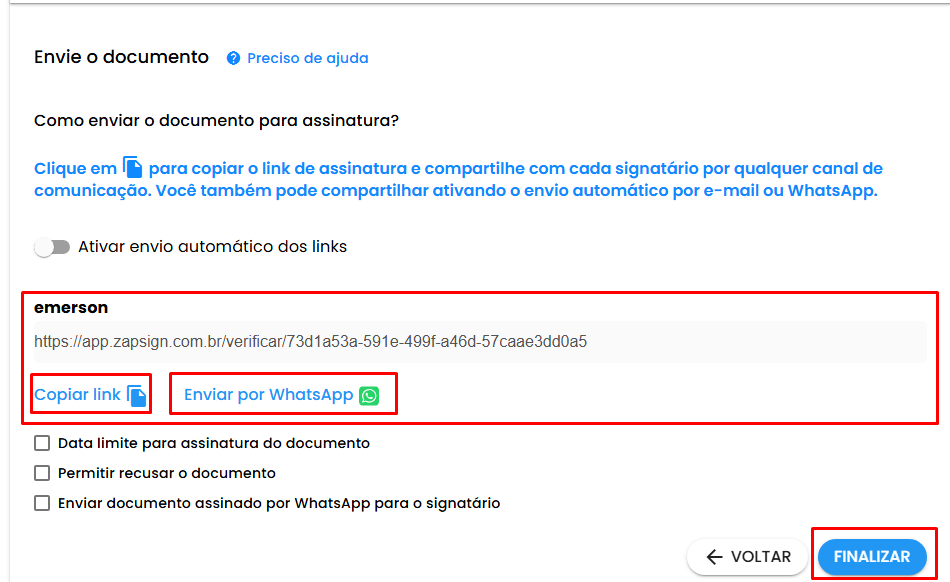 Envie o documento Preciso de ajuda
Como enviar o documento para assinatura?
Clique em para copiar o link de assinatura e compartilhe com cada signatário por qualquer canal de
comunicação. Você também pode compartilhar ativando o envio automático por e-mail ou WhatsApp.
Ativar envio automático dos links
emerson
https://app.zapsign.com.br/verificar/73d1a53a-591e-499f-a46d-57caae3dd0a5
Copiar link Enviar por WhatsApp
Data limite para assinatura do documento
Permitir recusar o documento
Enviar documento assinado por WhatsApp para o signatário
VOLTAR FINALIZAR